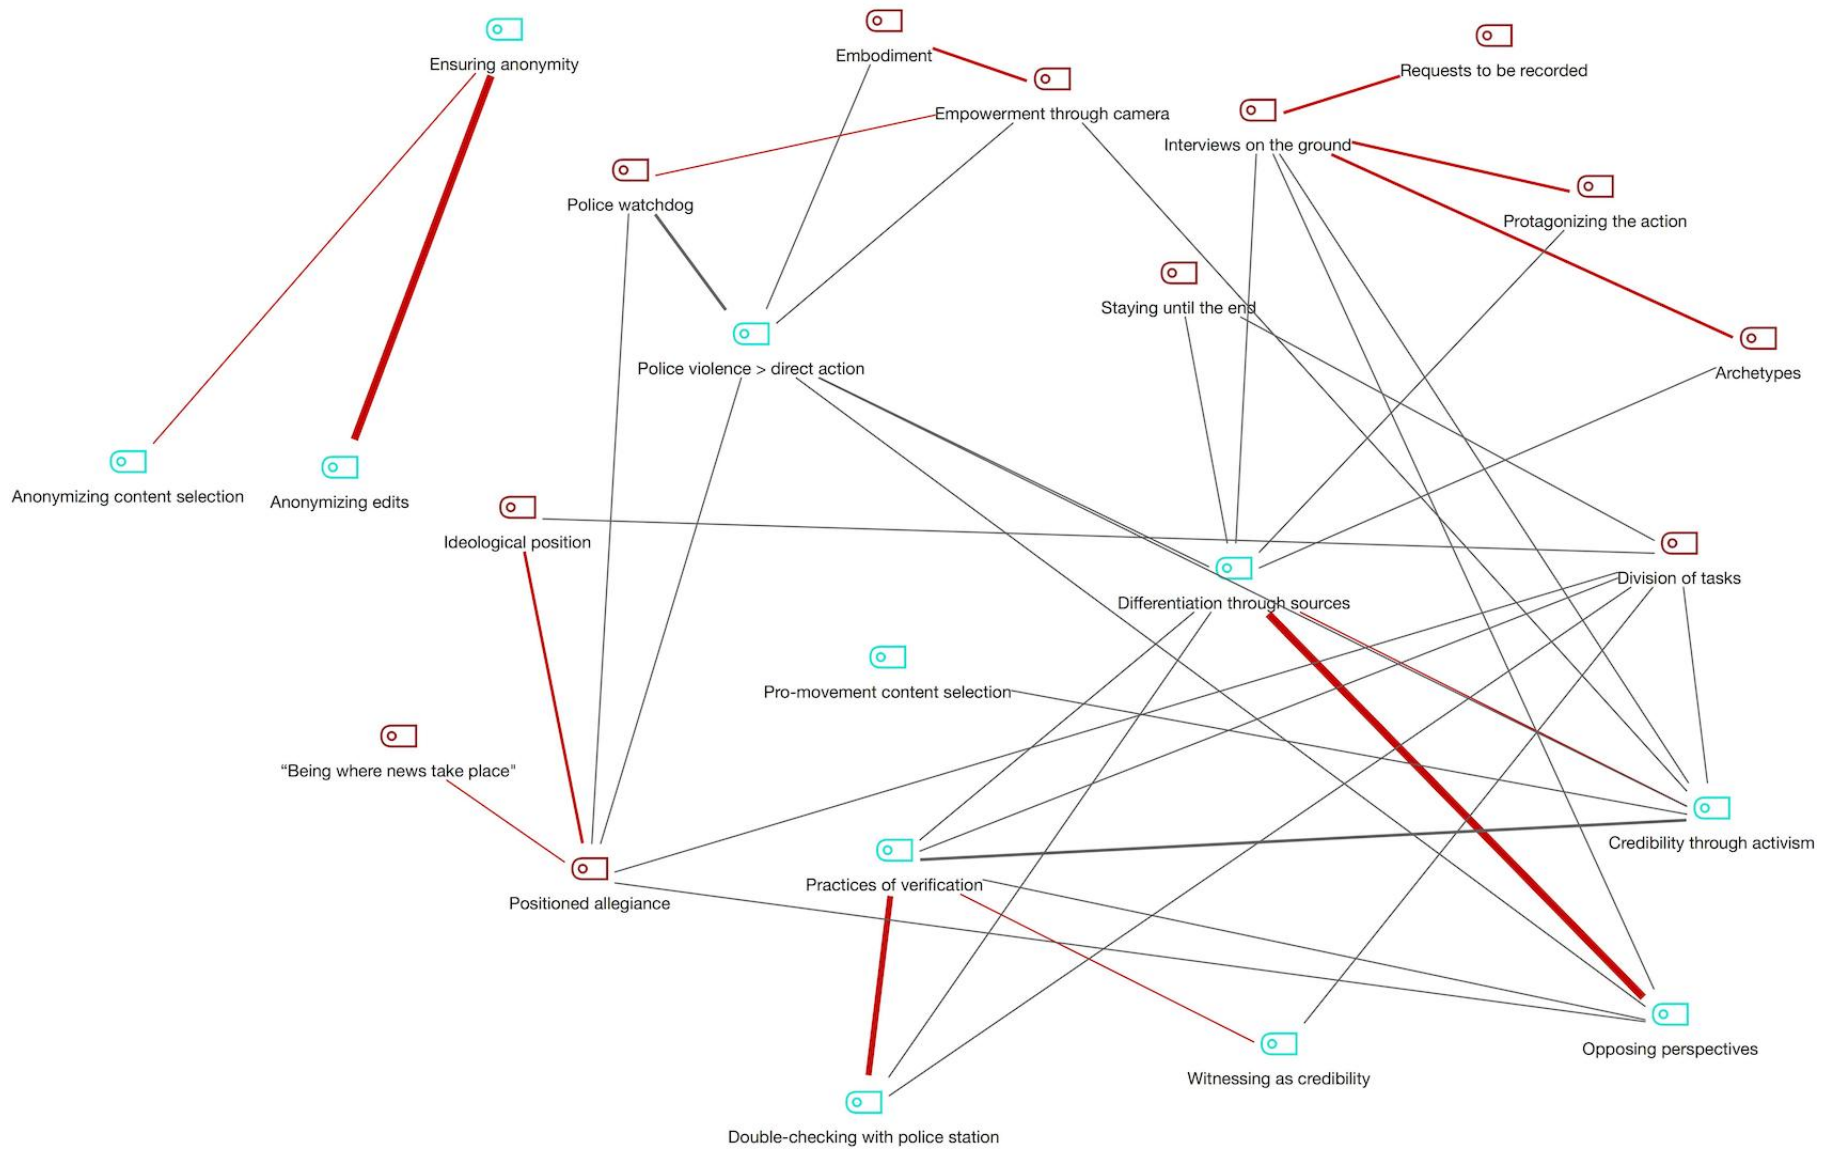 Ensuring anonymity
Embodiment
Requests to be recorded
Empowerment through camera
Interviews on the ground
Police watchdog
Protagonizing the action
Staying until the end
Police violence > direct action
Archetypes
Anonymizing content selection
Anonymizing edits
Ideological position
Division of tasks
Differentiation through sources
Pro-movement content selection
“Being where news take place"
Credibility through activism
Practices of verification
Positioned allegiance
Opposing perspectives
Witnessing as credibility
Double-checking with police station